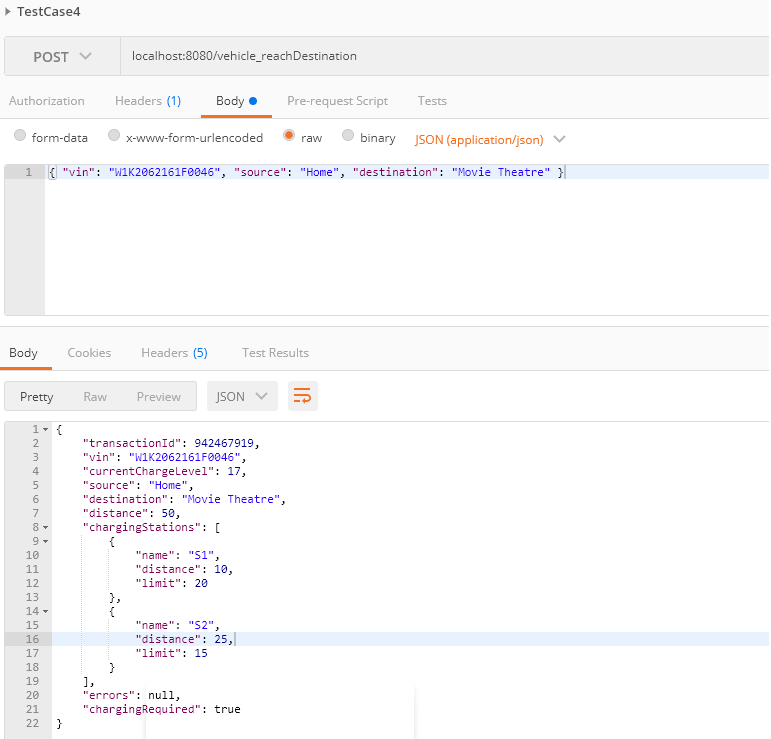 TestCase4
POST localhost:8080/vehicle_reachDestination
Authorization Headers (1) Body Pre-request Script Tests
form-data x-www-form-urlencoded raw binary JSON (application/json)
1 { "vin": "W1K2062161F0046", "source": "Home", "destination": "Movie Theatre" }
Body Cookies Headers (5) Test Results
Pretty Raw Preview JSON
1 {
2 "transactionId": 942467919,
3 "vin": "W1K2062161F0046",
4 "currentChargeLevel": 17,
5 "source": "Home",
6 "destination": "Movie Theatre",
7 "distance": 50,
8 "chargingStations": [
9 {
10 "name": "S1",
11 "distance": 10,
12 "limit": 20
13 },
14 {
15 "name": "S2",
16 "distance": 25,
17 "limit": 15
18 }
19 ],
20 "errors": null,
21 "chargingRequired": true
22 }